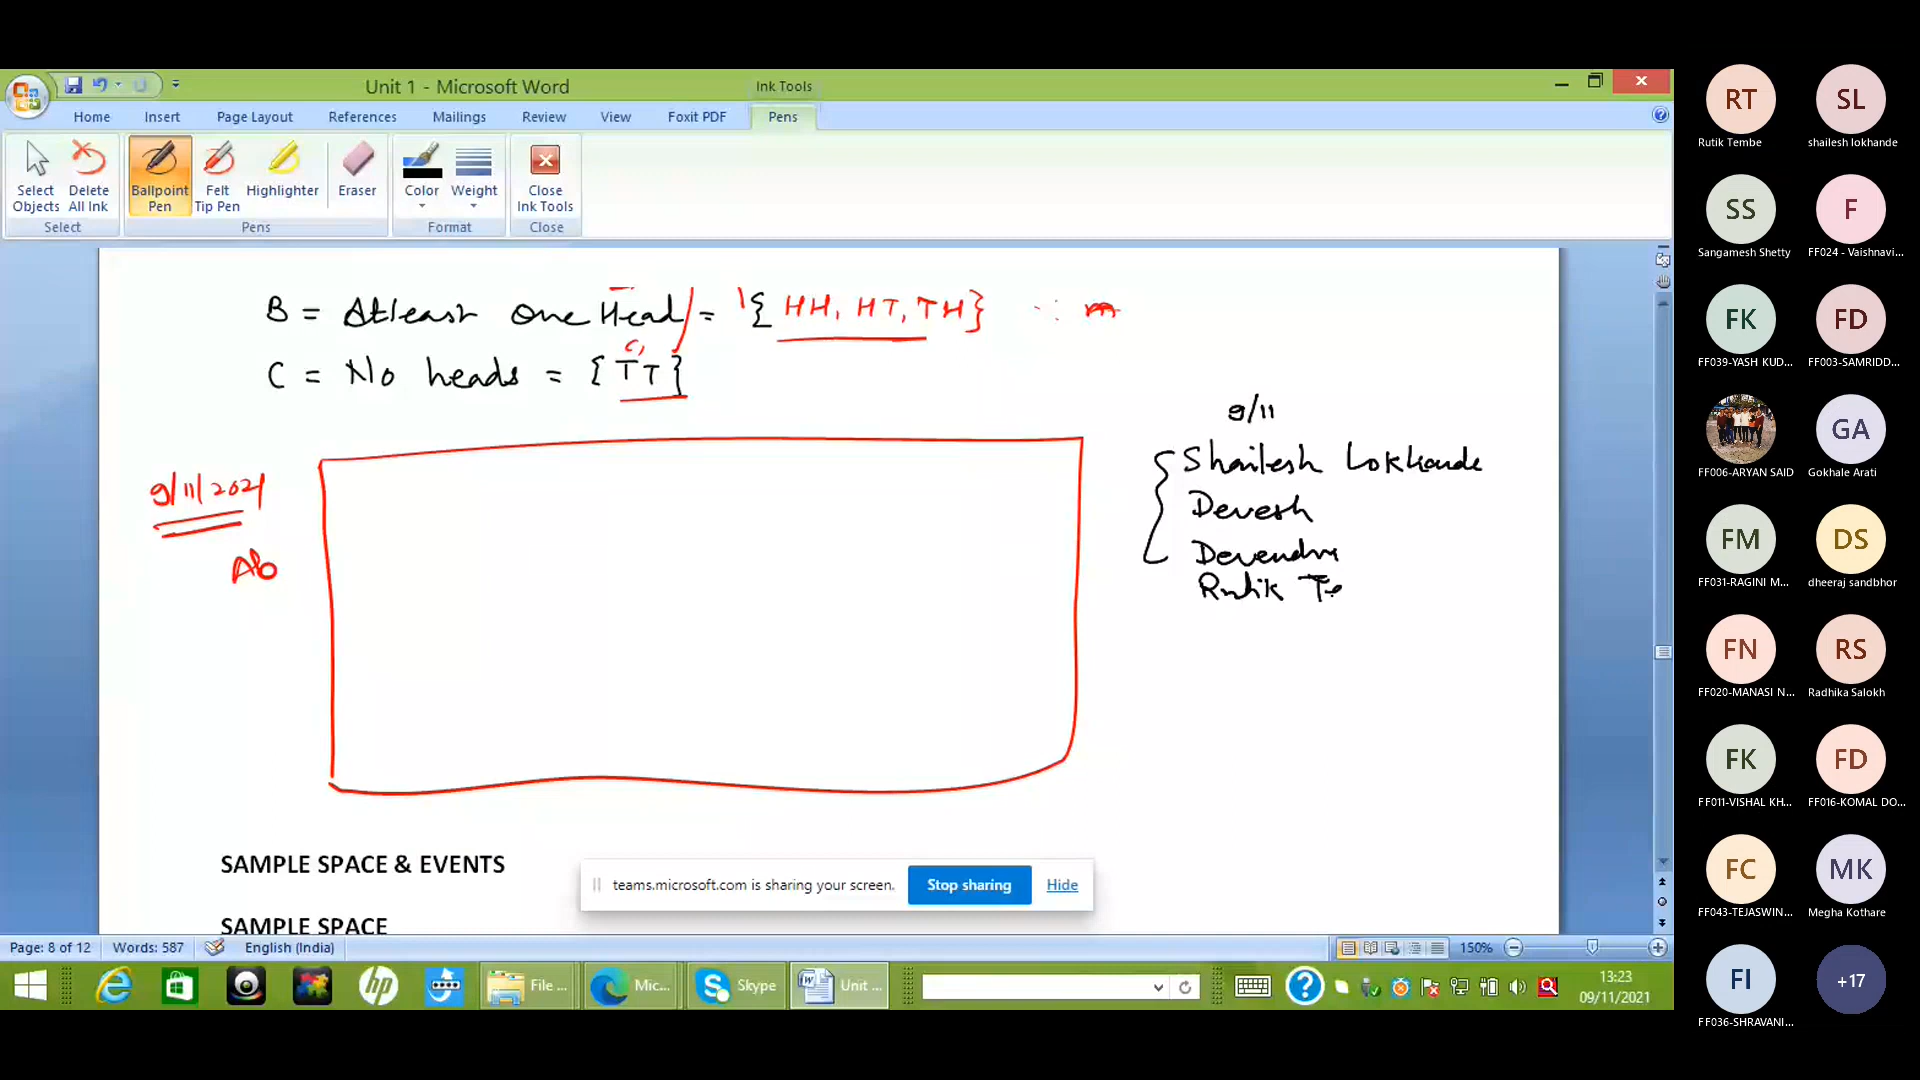 Unit 1 - Microsoft Word
Ink Tools
Home Insert Page Layout References Mailings Review View Foxit PDF Pens
Select Objects
Delete All Ink
Ballpoint Pen
Felt Tip Pen
Highlighter
Eraser
Color
Weight
Close Ink Tools
Select Pens Format Close
B = Atleast One Head = { HH, HT, TH}
C = No heads = { TT }
9/11/2021
Ab
9/11
Shailesh Lokhande
Devesh
Devendra
Rutik Te
SAMPLE SPACE & EVENTS
SAMPLE SPACE
teams.microsoft.com is sharing your screen. Stop sharing Hide
Page: 8 of 12 Words: 587 English (India) 150%
File ... Mic... Skype Unit ...
13:23
09/11/2021
RT SL
Rutik Tembe shailesh lokhande
SS F
Sangamesh Shetty FF024 - Vaishnavi...
FK FD
FF039-YASH KUD... FF003-SAMRIDD...
GA
FF006-ARYAN SAID Gokhale Arati
FM DS
FF031-RAGINI M... dheeraj sandbhor
FN RS
FF020-MANASI N... Radhika Salokh
FK FD
FF011-VISHAL KH... FF016-KOMAL DO...
FC MK
FF043-TEJASWIN... Megha Kothare
FI +17
FF036-SHRAVANI...